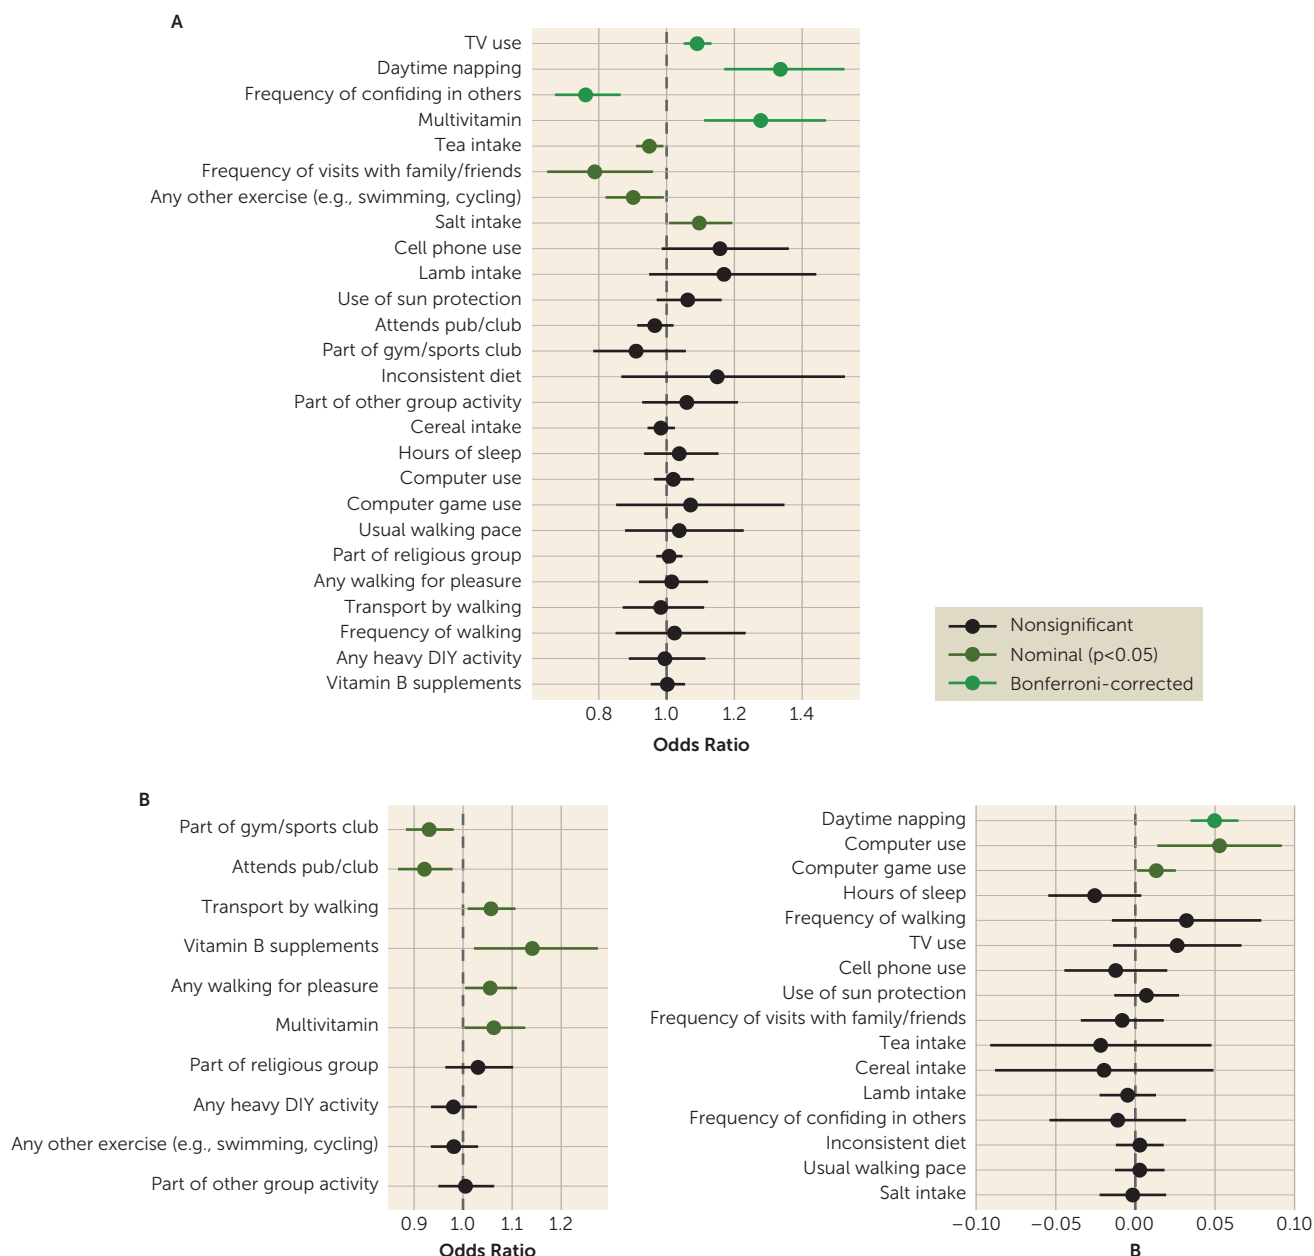 A
TV use
Daytime napping
Frequency of confiding in others
Multivitamin
Tea intake
Frequency of visits with family/friends
Any other exercise (e.g., swimming, cycling)
Salt intake
Cell phone use
Lamb intake
Use of sun protection
Attends pub/club
Part of gym/sports club
Inconsistent diet
Part of other group activity
Cereal intake
Hours of sleep
Computer use
Computer game use
Usual walking pace
Part of religious group
Any walking for pleasure
Transport by walking
Frequency of walking
Any heavy DIY activity
Vitamin B supplements
0.8 1.0 1.2 1.4
Odds Ratio
Nonsignificant
Nominal (p<0.05)
Bonferroni-corrected
B
Part of gym/sports club
Attends pub/club
Transport by walking
Vitamin B supplements
Any walking for pleasure
Multivitamin
Part of religious group
Any heavy DIY activity
Any other exercise (e.g., swimming, cycling)
Part of other group activity
0.9 1.0 1.1 1.2
Odds Ratio
Daytime napping
Computer use
Computer game use
Hours of sleep
Frequency of walking
TV use
Cell phone use
Use of sun protection
Frequency of visits with family/friends
Tea intake
Cereal intake
Lamb intake
Frequency of confiding in others
Inconsistent diet
Usual walking pace
Salt intake
−0.10 −0.05 0.00 0.05 0.10
B